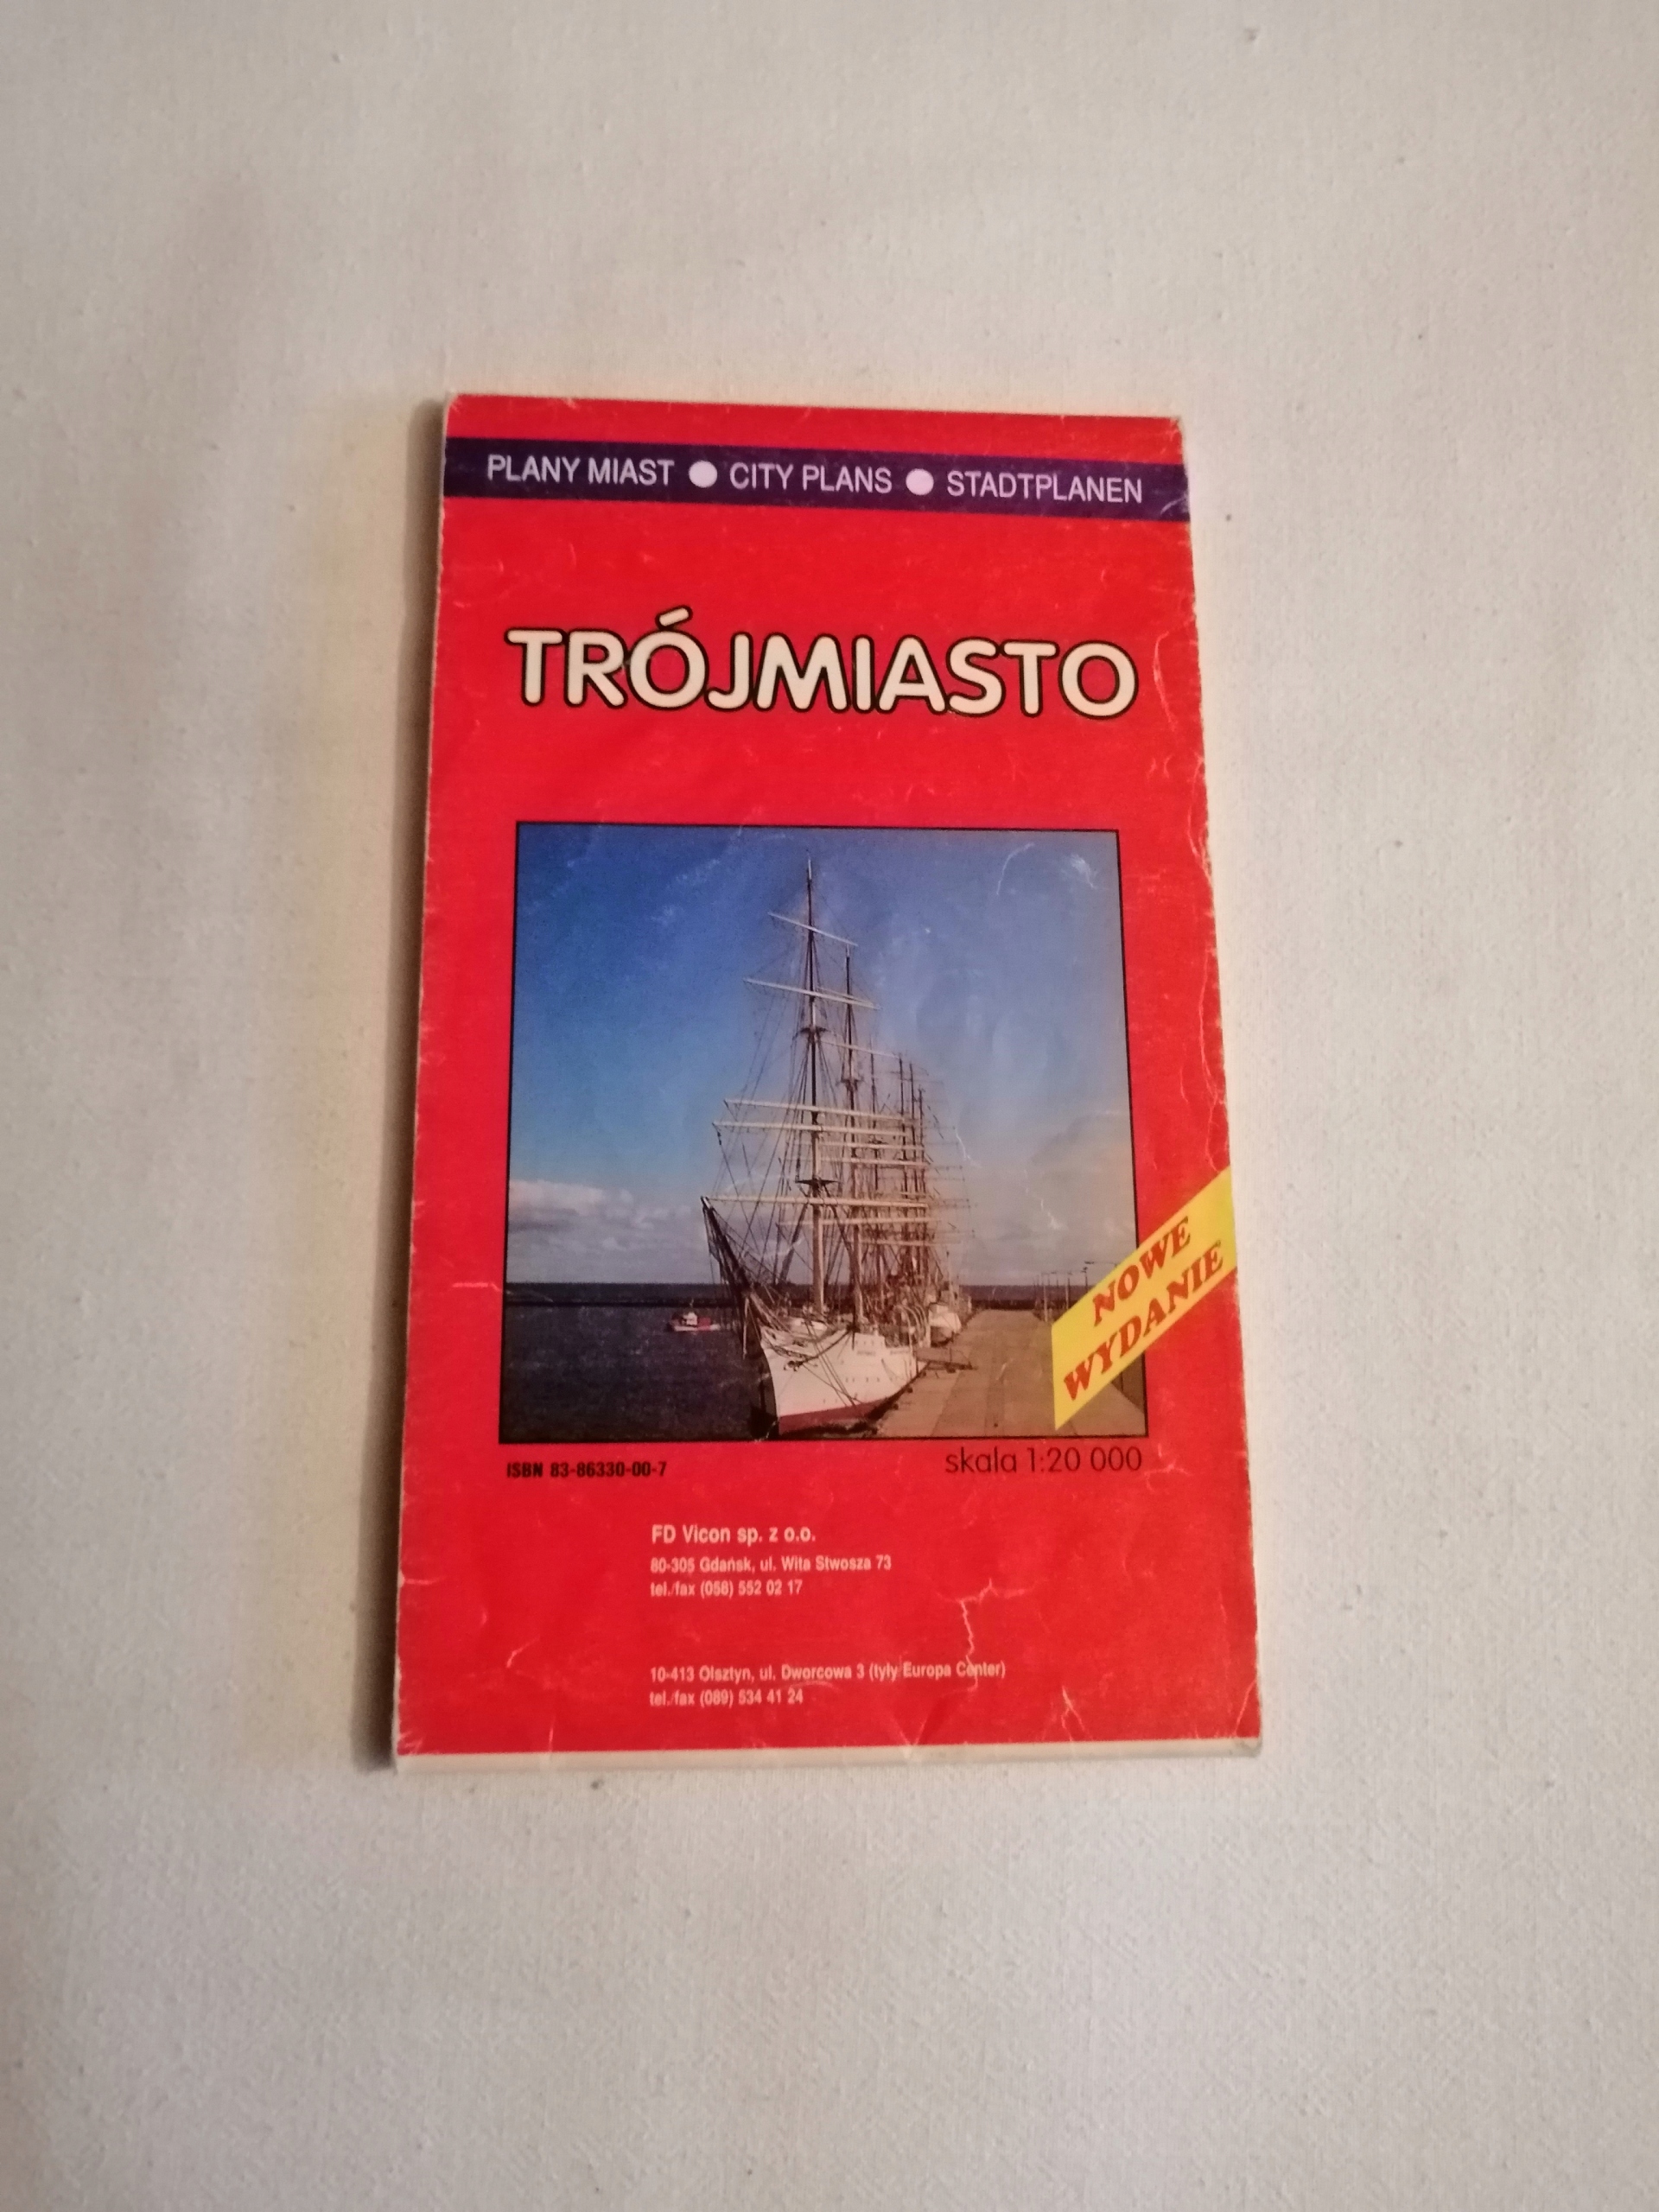 PLANY MIAST ● CITY PLANS ● STADTPLANEN
TRÓJMIASTO
NOWE
WYDANIE
ISBN 83-86330-00-7
skala 1:20 000
FD Vicon sp. z o.o.
80-305 Gdańsk, ul. Wita Stwosza 73
tel./fax (058) 552 02 17
10-413 Olsztyn, ul. Dworcowa 3 (tyły Europa Center)
tel./fax (089) 534 41 24